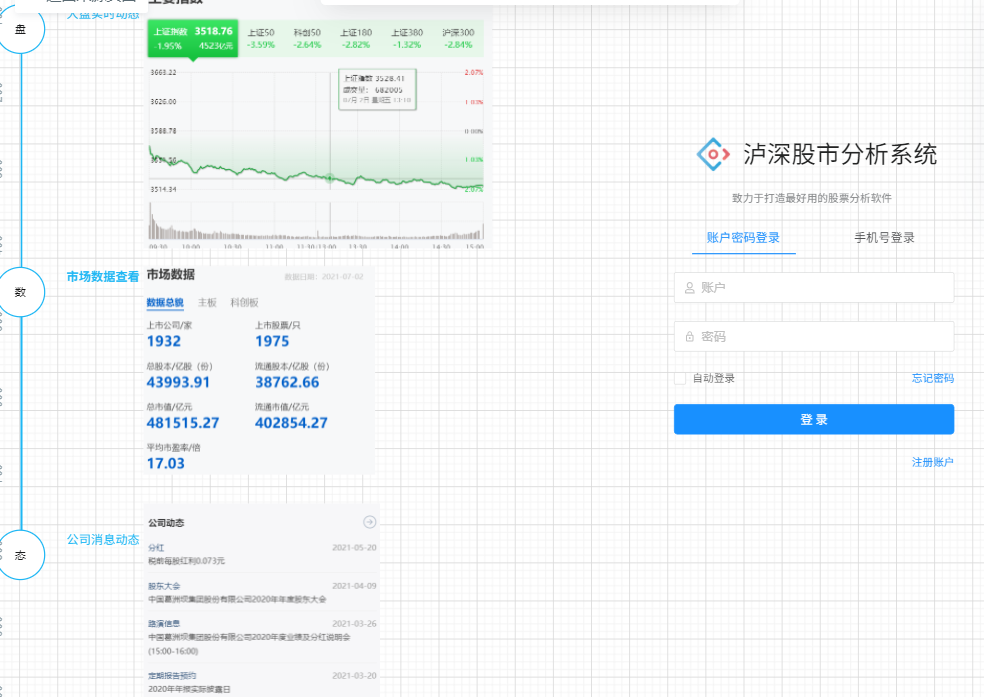 大盘实时动态
主要指数
盘
上证指数 3518.76
-1.95% 4523亿元
上证50
-3.59%
科创50
-2.64%
上证180
-2.82%
上证380
-1.32%
沪深300
-2.84%
3663.22
3626.00
3588.78
3514.34
2.07%
1.03%
0.00%
1.03%
2.07%
上证指数 3528.41
成交量: 682005
02月 2日 星期五 13:10
09:30 10:00 10:30 11:00 11:30/13:00 13:30 14:00 14:30 15:00
数
市场数据查看
市场数据
数据日期: 2021-07-02
数据总貌 主板 科创板
上市公司/家 上市股票/只
1932 1975
总股本/亿股（份） 流通股本/亿股（份）
43993.91 38762.66
总市值/亿元 流通市值/亿元
481515.27 402854.27
平均市盈率/倍
17.03
态
公司消息动态
公司动态
分红 2021-05-20
税前每股红利0.073元
股东大会 2021-04-09
中国葛洲坝集团股份有限公司2020年年度股东大会
路演信息 2021-03-26
中国葛洲坝集团股份有限公司2020年度业绩及分红说明会
(15:00-16:00)
定期报告预约 2021-03-20
2020年年报实际披露日
泸深股市分析系统
致力于打造最好用的股票分析软件
账户密码登录 手机号登录
账户
密码
自动登录 忘记密码
登 录
注册账户